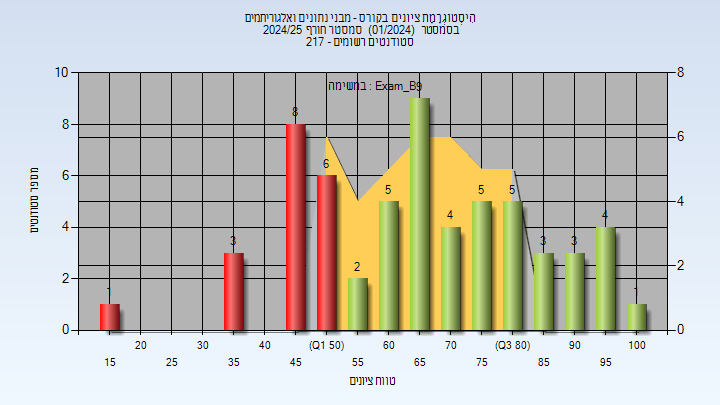 היסטוגרמת ציונים בקורס - מבני נתונים ואלגוריתמים
בסמסטר (01/2024) סמסטר חורף 2024/25
סטודנטים רשומים - 217
במשימה : Exam_B9
10 8 6 4 2 0
מספר סטודנטים
8 6 4 2 0
1 3 8 6 2 5 9 4 5 5 3 3 4 1
20 30 40 (Q1 50) 60 70 (Q3 80) 90 100
15 25 35 45 55 65 75 85 95
טווח ציונים